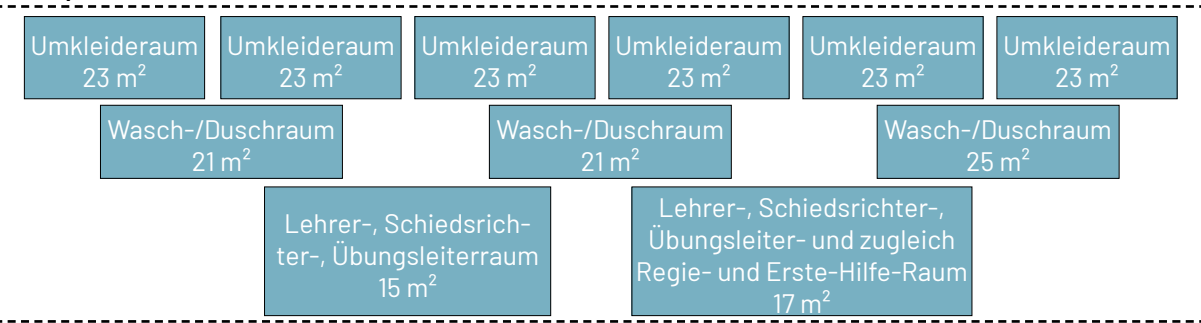 Umkleideraum
23 m²
Umkleideraum
23 m²
Umkleideraum
23 m²
Umkleideraum
23 m²
Umkleideraum
23 m²
Umkleideraum
23 m²
Wasch-/Duschraum
21 m²
Wasch-/Duschraum
21 m²
Wasch-/Duschraum
25 m²
Lehrer-, Schiedsrich-
ter-, Übungsleiterraum
15 m²
Lehrer-, Schiedsrichter-,
Übungsleiter- und zugleich
Regie- und Erste-Hilfe-Raum
17 m²